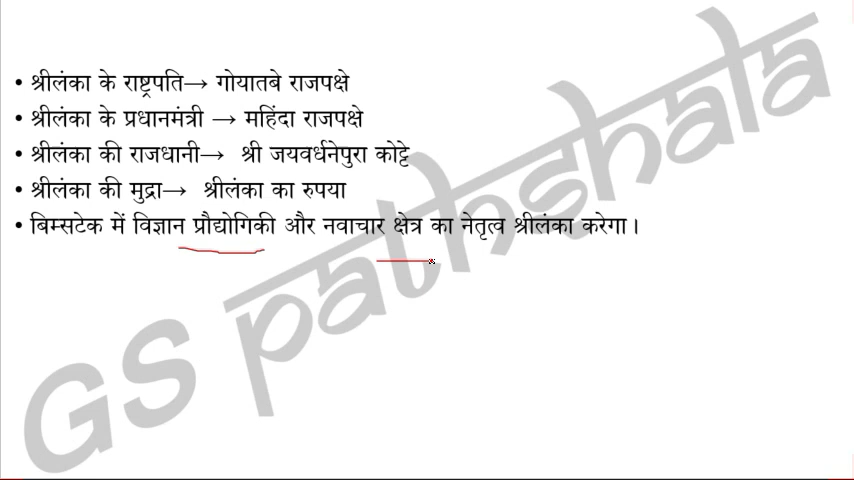 • श्रीलंका के राष्ट्रपति→ गोयातबे राजपक्षे
• श्रीलंका के प्रधानमंत्री → महिंदा राजपक्षे
• श्रीलंका की राजधानी→ श्री जयवर्धनेपुरा कोट्टे
• श्रीलंका की मुद्रा→ श्रीलंका का रुपया
• बिम्सटेक में विज्ञान प्रौद्योगिकी और नवाचार क्षेत्र का नेतृत्व श्रीलंका करेगा।
GS pathshala